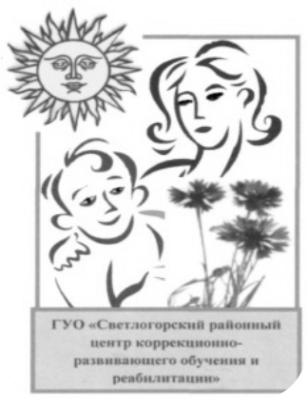 ГУО «Светлогорский районный
центр коррекционно-
развивающего обучения и
реабилитации»